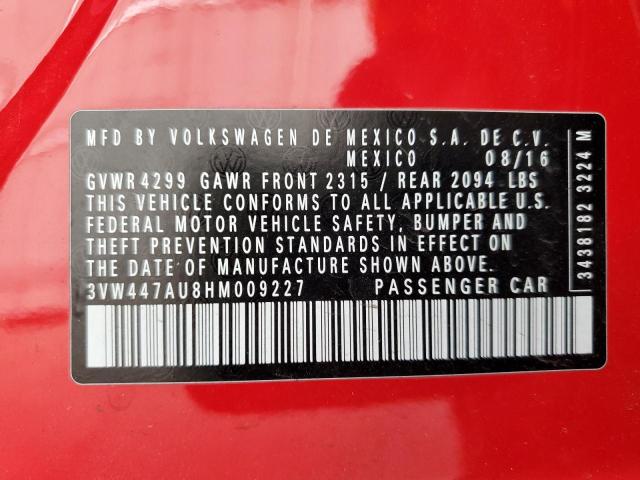 MFD BY VOLKSWAGEN DE MEXICO S.A. DE C.V.
MEXICO 08/16
GVWR 4299 GAWR FRONT 2315 / REAR 2094 LBS
THIS VEHICLE CONFORMS TO ALL APPLICABLE U.S.
FEDERAL MOTOR VEHICLE SAFETY, BUMPER AND
THEFT PREVENTION STANDARDS IN EFFECT ON
THE DATE OF MANUFACTURE SHOWN ABOVE.
3VW447AU8HM009227 PASSENGER CAR
3438182 3224 M